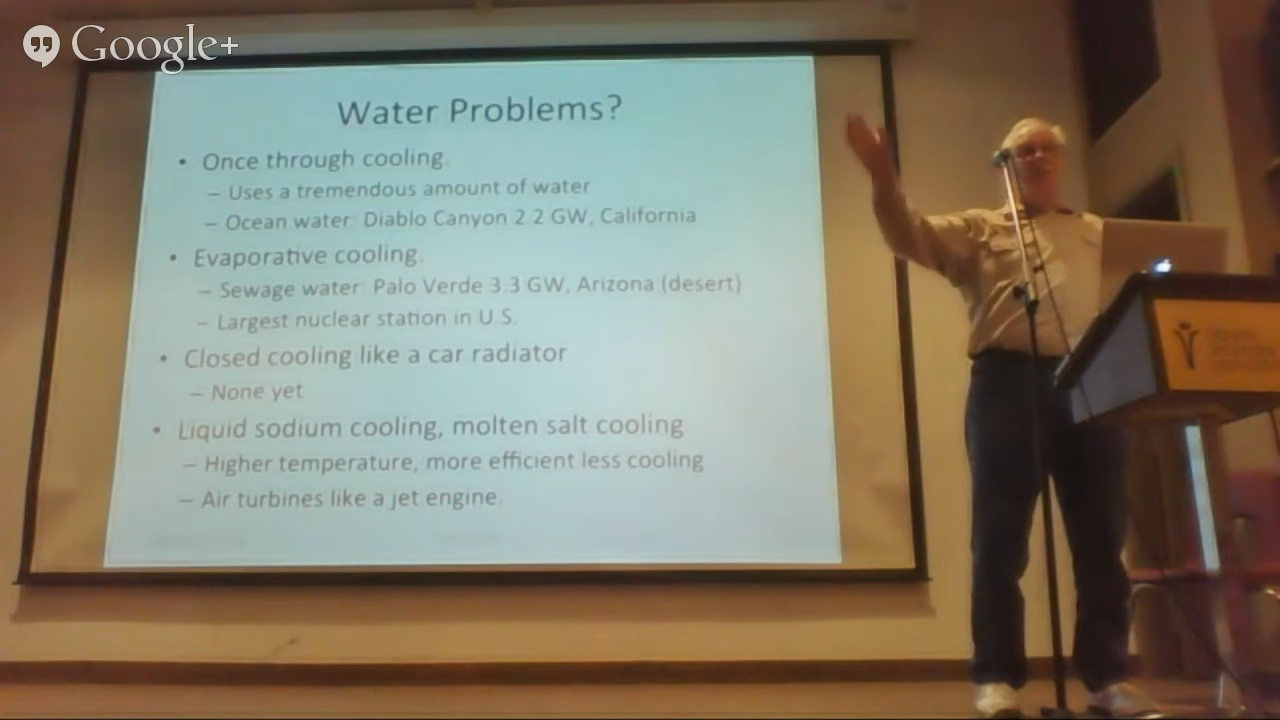 Google+
Water Problems?
• Once through cooling.
– Uses a tremendous amount of water
– Ocean water: Diablo Canyon 2.2 GW, California
• Evaporative cooling.
– Sewage water: Palo Verde 3.3 GW, Arizona (desert)
– Largest nuclear station in U.S.
• Closed cooling like a car radiator
– None yet
• Liquid sodium cooling, molten salt cooling
– Higher temperature, more efficient less cooling
– Air turbines like a jet engine.